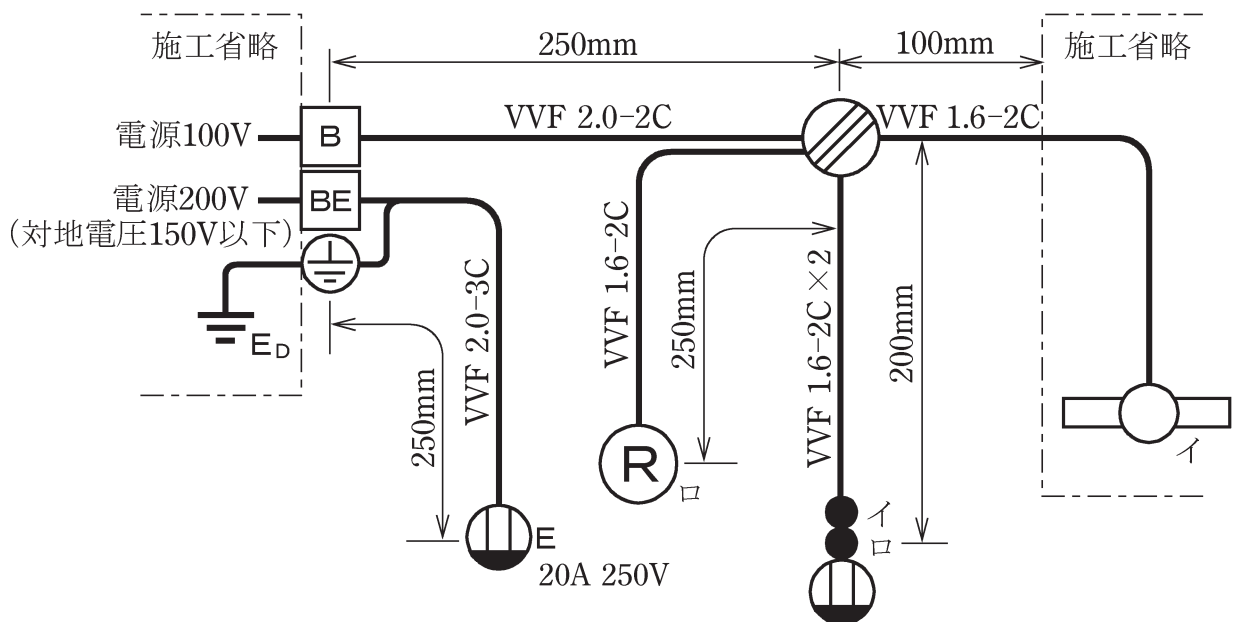 施工省略
250mm
100mm
施工省略
電源100V
B
VVF 2.0-2C
VVF 1.6-2C
電源200V
BE
(対地電圧150V以下)
ED
250mm
VVF 2.0-3C
VVF 1.6-2C
250mm
VVF 1.6-2C×2
200mm
R
ロ
イ
イ
ロ
E
20A 250V